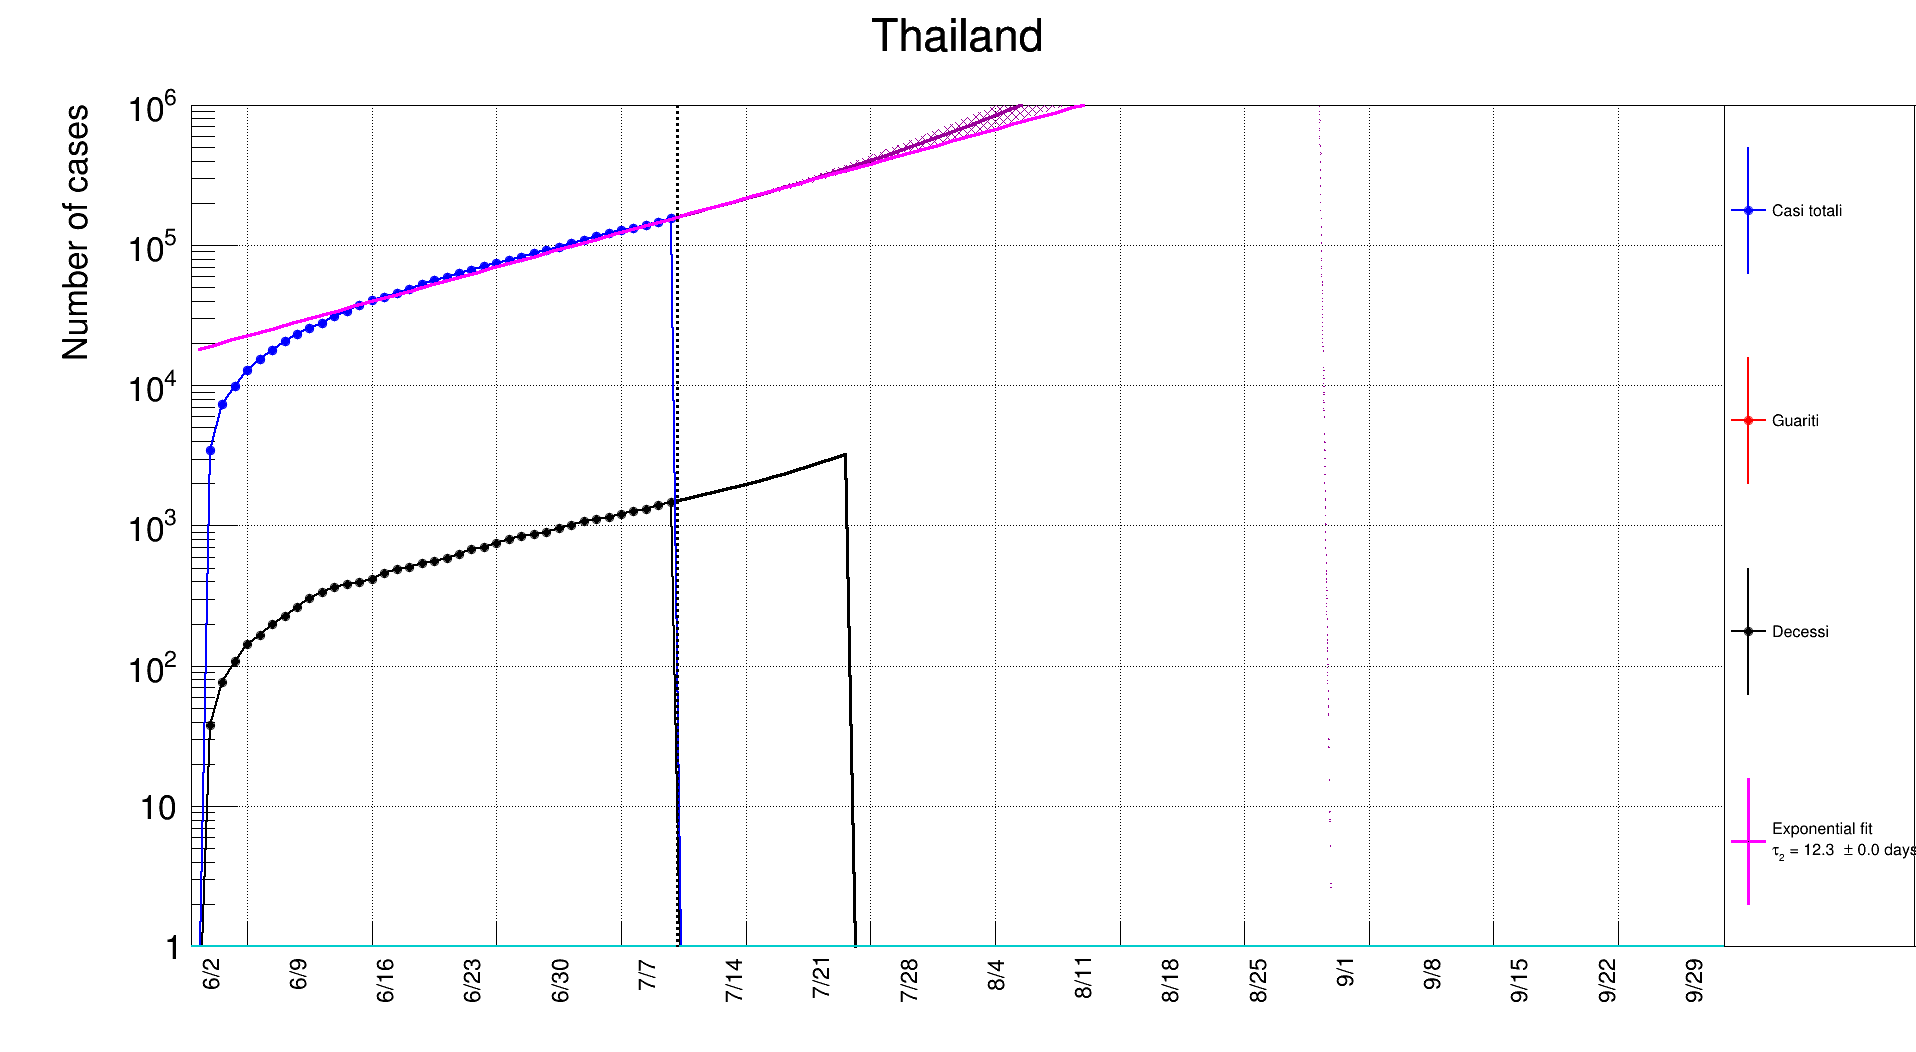 Thailand
Number of cases
10^6
10^5
10^4
10^3
10^2
10
1
6/2 6/9 6/16 6/23 6/30 7/7 7/14 7/21 7/28 8/4 8/11 8/18 8/25 9/1 9/8 9/15 9/22 9/29
Casi totali
Guariti
Decessi
Exponential fit
τ₂ = 12.3 ± 0.0 days